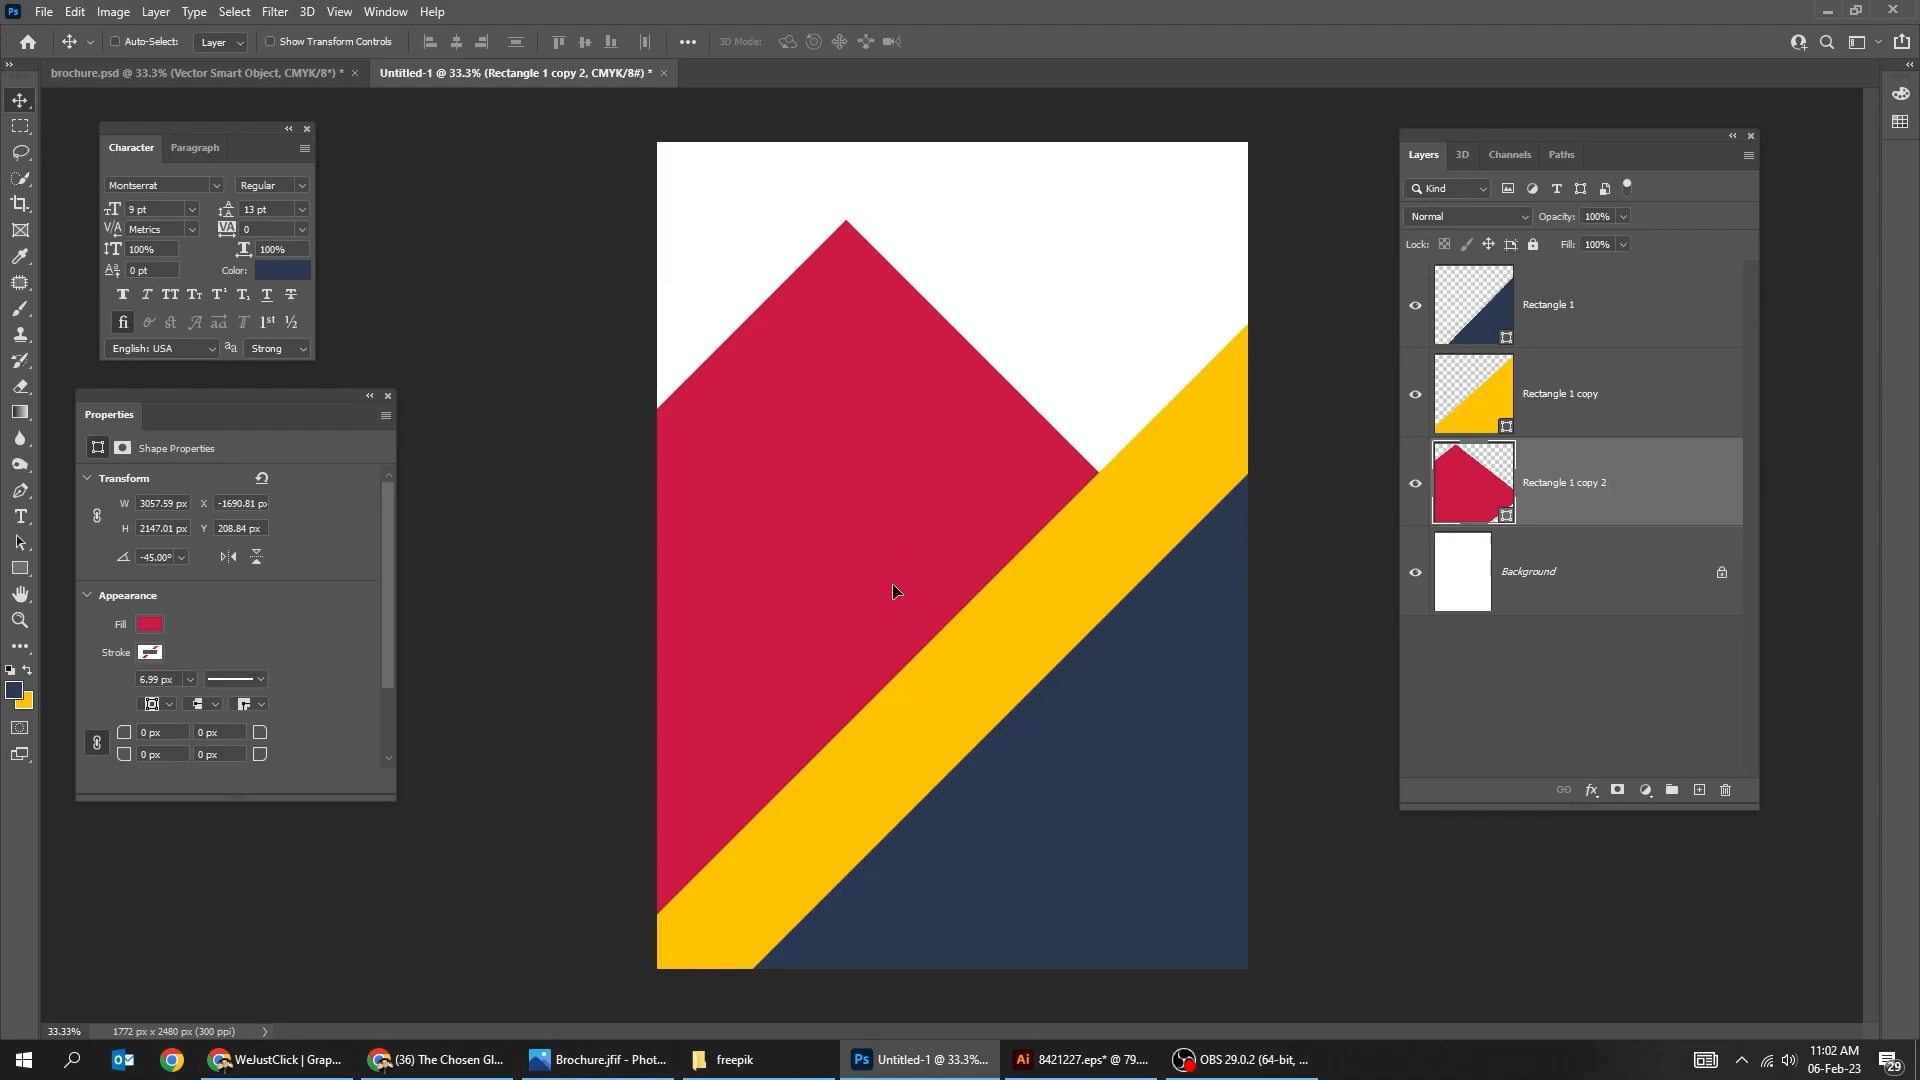 Ps File Edit Image Layer Type Select Filter 3D View Window Help
Auto-Select: Layer Show Transform Controls 3D Mode:
brochure.psd @ 33.3% (Vector Smart Object, CMYK/8*) * Untitled-1 @ 33.3% (Rectangle 1 copy 2, CMYK/8#) *
Character Paragraph
Montserrat Regular
9 pt 13 pt
Metrics 0
100% 100%
0 pt Color:
English: USA Strong
Properties
Shape Properties
Transform
W 3057.59 px X -1690.81 px
H 2147.01 px Y 208.84 px
-45.00°
Appearance
Fill
Stroke
6.99 px
0 px 0 px
0 px 0 px
Layers 3D Channels Paths
Kind
Normal Opacity: 100%
Lock: Fill: 100%
Rectangle 1
Rectangle 1 copy
Rectangle 1 copy 2
Background
33.33% 1772 px x 2480 px (300 ppi)
WeJustClick | Grap... (36) The Chosen Gl... Brochure.jfif - Phot... freepik Ps Untitled-1 @ 33.3%... Ai 8421227.eps* @ 79.... OBS 29.0.2 (64-bit, ...
11:02 AM
06-Feb-23
29